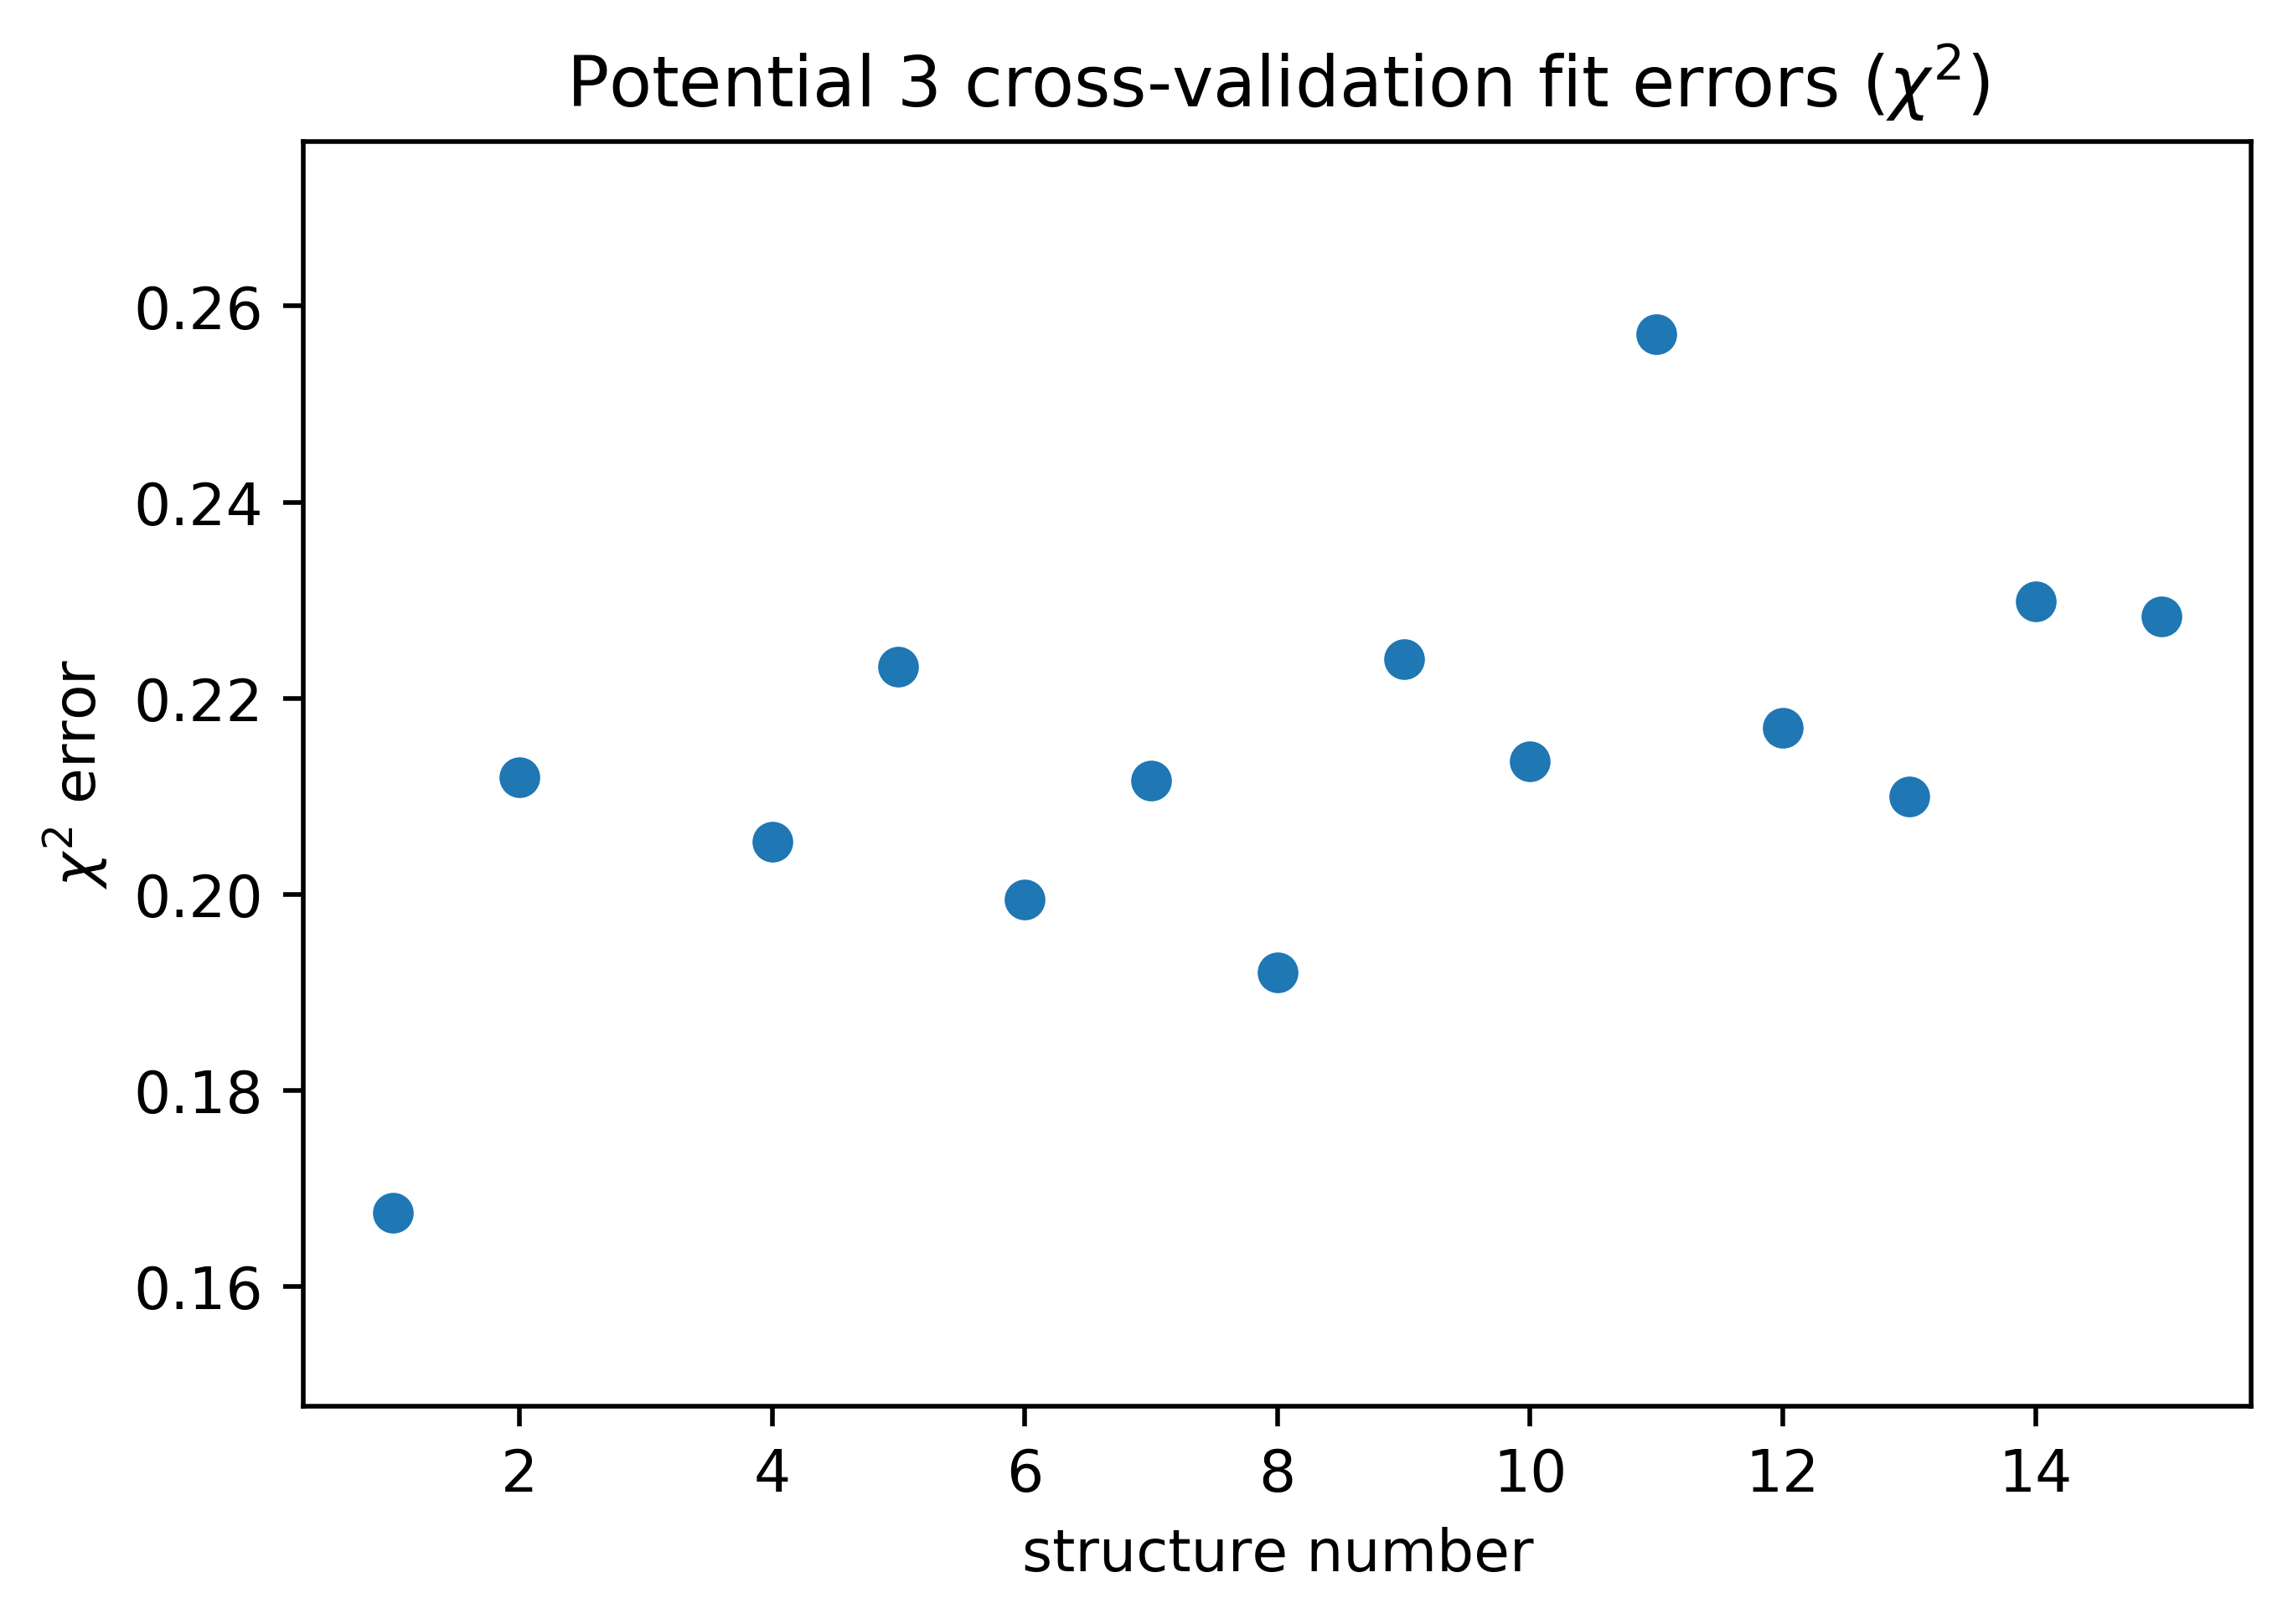 Potential 3 cross-validation fit errors (χ²)
0.26
0.24
0.22
0.20
0.18
0.16
χ² error
2 4 6 8 10 12 14
structure number